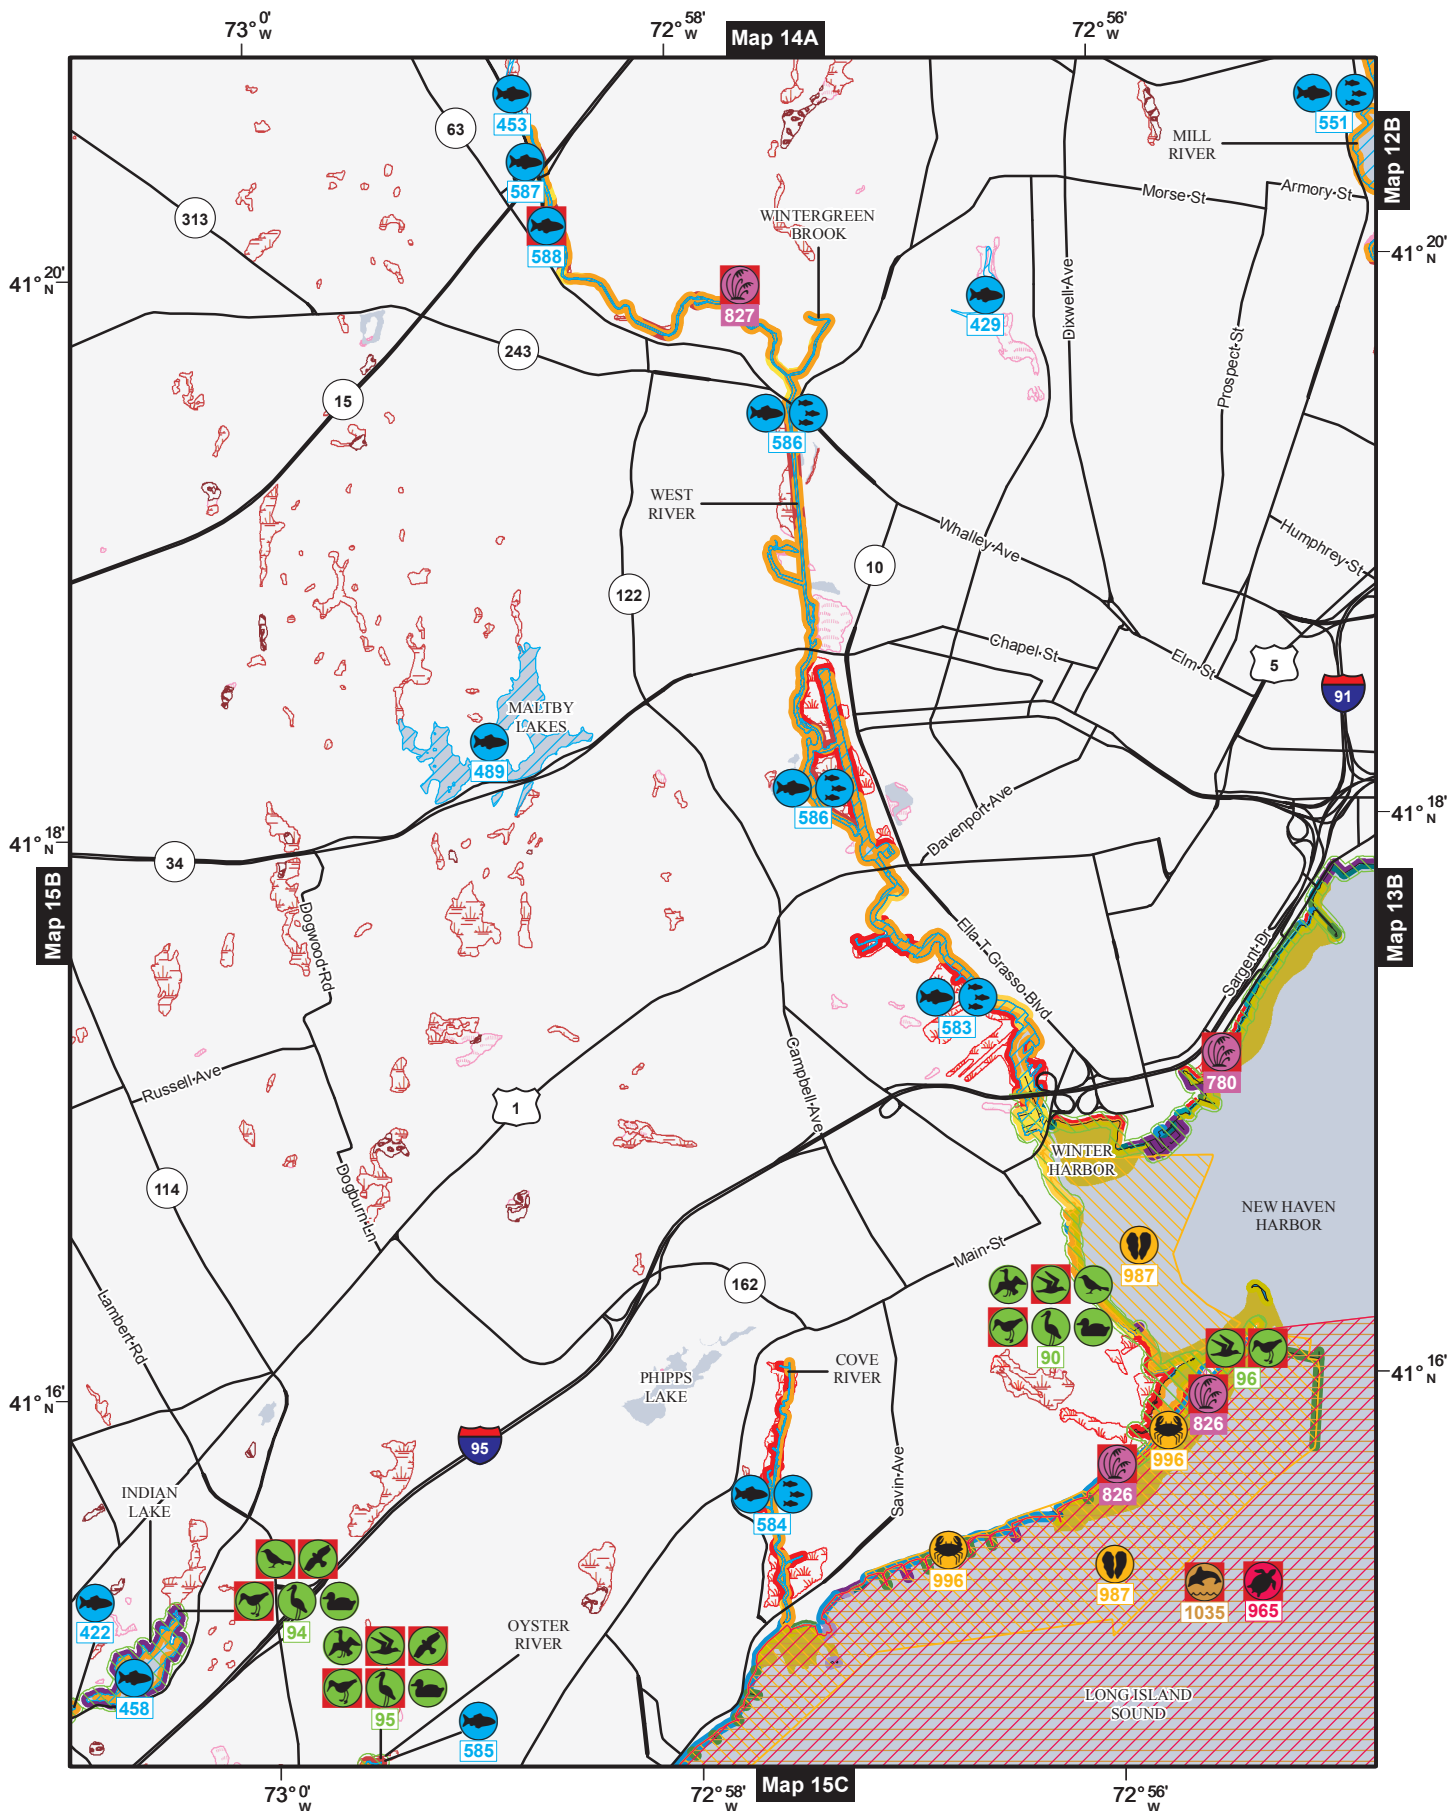 73° 0' W
72° 58' W
Map 14A
72° 56' W
453
63
587
588
313
551
MILL
RIVER
Map 12B
Morse St
Armory St
WINTERGREEN
BROOK
41° 20' N
41° 20' N
827
429
Dixwell Ave
Prospect St
243
15
586
WEST
RIVER
Whalley Ave
Humphrey St
10
122
Chapel St
Elm St
5
91
MALTBY
LAKES
489
586
Davenport Ave
41° 18' N
41° 18' N
34
Map 15B
Map 13B
Dogwood Rd
Ella T Grasso Blvd
Sargent Dr
583
Campbell Ave
780
Russell Ave
1
WINTER
HARBOR
114
Dogburn Ln
NEW HAVEN
HARBOR
Main St
987
162
90
Lambert Rd
COVE
RIVER
PHIPPS
LAKE
96
41° 16' N
41° 16' N
826
95
996
826
Savin Ave
INDIAN
LAKE
584
996
987
1035
965
422
94
OYSTER
RIVER
458
95
585
LONG ISLAND
SOUND
73° 0' W
72° 58' W
Map 15C
72° 56' W